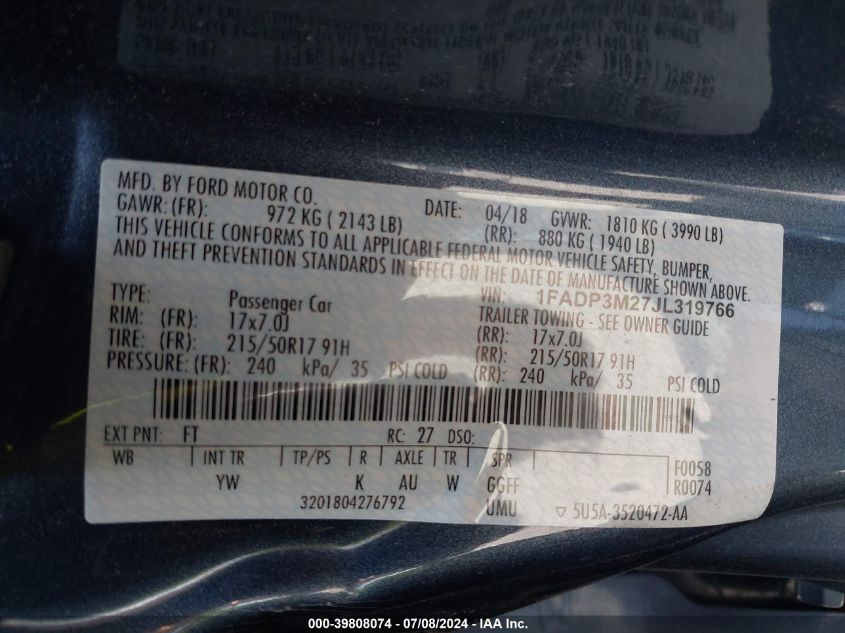 MFD. BY FORD MOTOR CO.
DATE: 04/18 GVWR: 1810 KG ( 3990 LB)
GAWR: (FR): 972 KG ( 2143 LB) (RR): 880 KG ( 1940 LB)
THIS VEHICLE CONFORMS TO ALL APPLICABLE FEDERAL MOTOR VEHICLE SAFETY, BUMPER,
AND THEFT PREVENTION STANDARDS IN EFFECT ON THE DATE OF MANUFACTURE SHOWN ABOVE.
VIN: 1FADP3M27JL319766
TYPE: Passenger Car TRAILER TOWING - SEE OWNER GUIDE
RIM: (FR): 17x7.0J (RR): 17x7.0J
TIRE: (FR): 215/50R17 91H (RR): 215/50R17 91H
PRESSURE: (FR): 240 kPa/ 35 PSI COLD (RR): 240 kPa/ 35 PSI COLD
EXT PNT: FT RC: 27 DSO:
WB INT TR TP/PS R AXLE TR SPR F0058
YW K AU W GGFF R0074
3201804276792 UMU ▽ 5U5A-3520472-AA
000-39808074 / 07/08/2024 - IAA Inc.